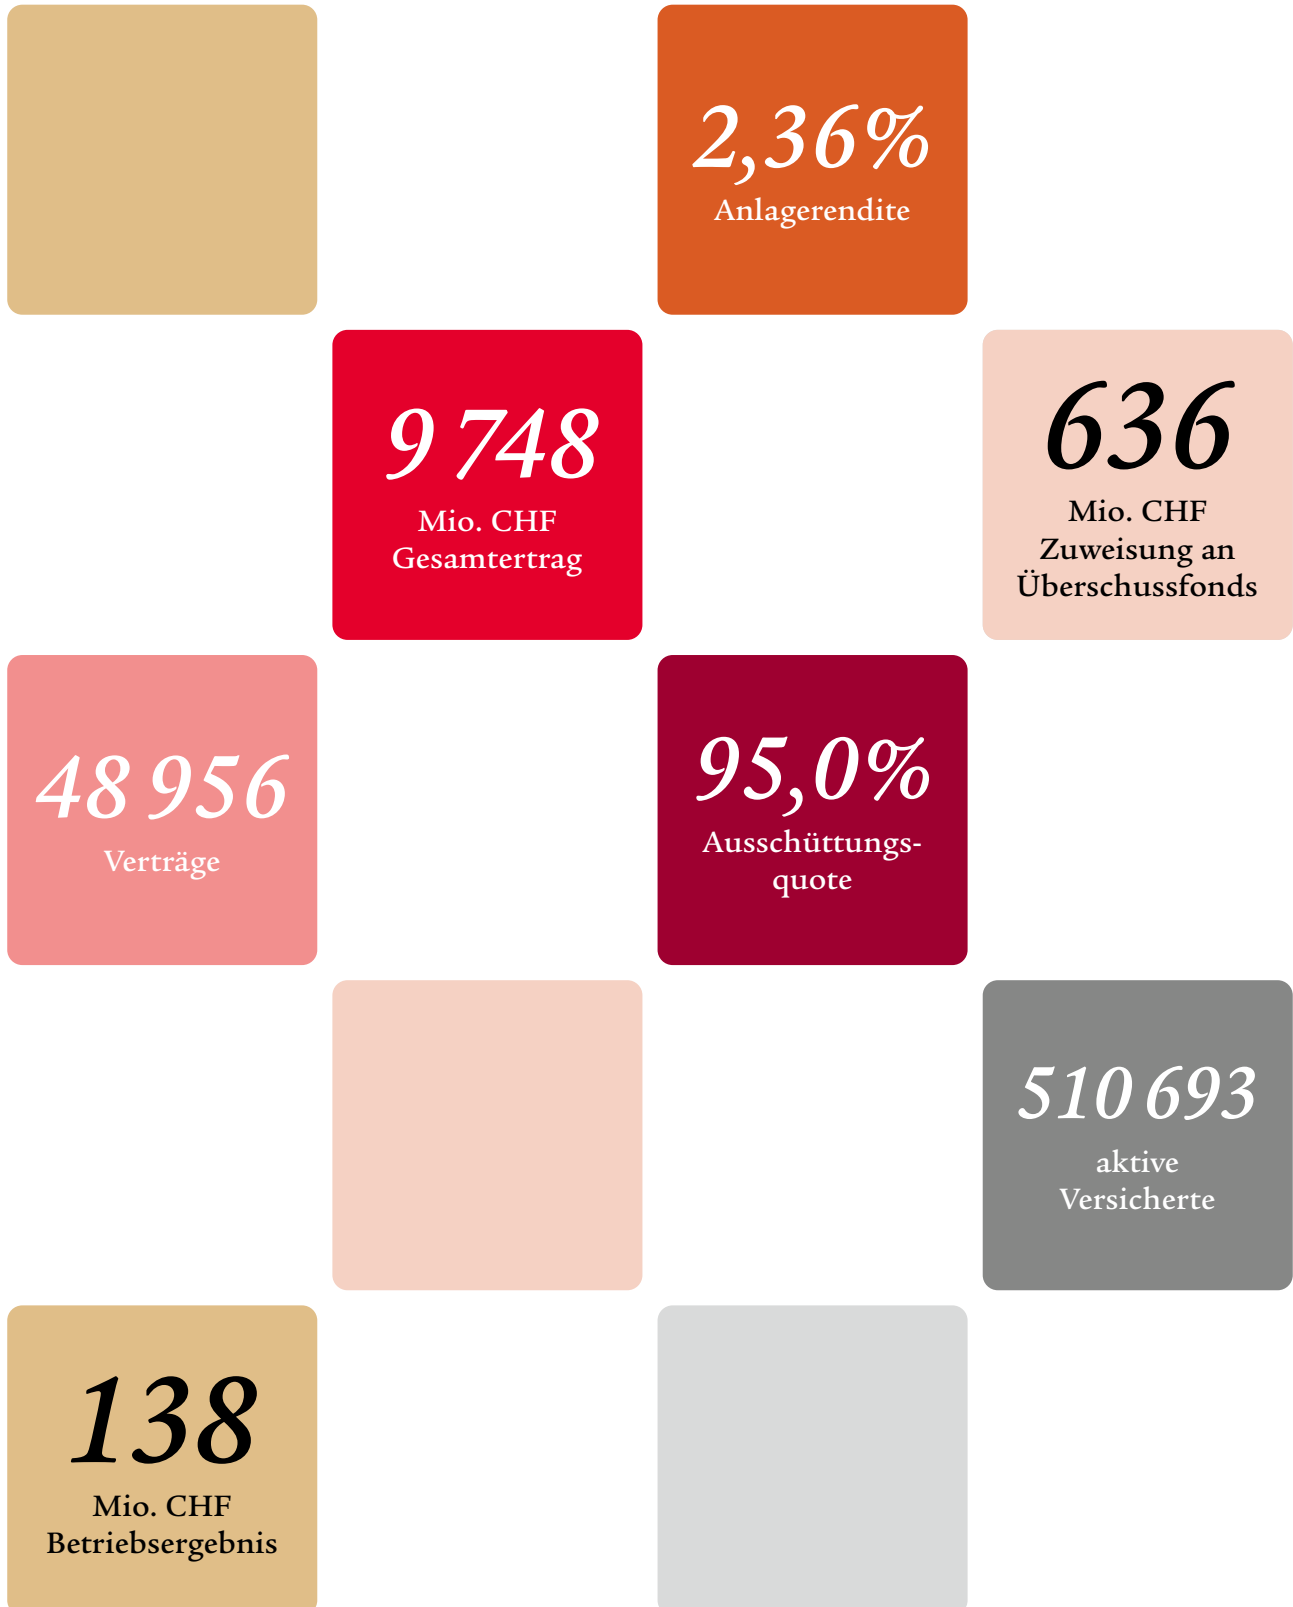 2,36%
Anlagerendite
9 748
Mio. CHF
Gesamtertrag
636
Mio. CHF
Zuweisung an
Überschussfonds
48 956
Verträge
95,0%
Ausschüttungs-
quote
510 693
aktive
Versicherte
138
Mio. CHF
Betriebsergebnis